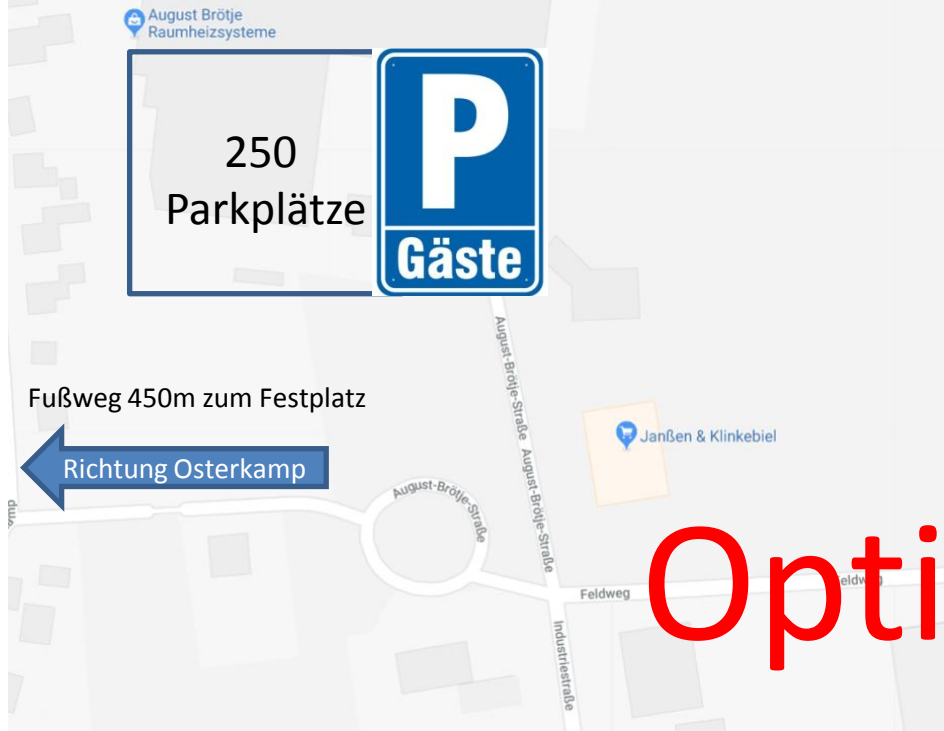 August Brötje
Raumheizsysteme
250
Parkplätze
P
Gäste
August-Brötje-Straße
August-Brötje-Straße
Fußweg 450m zum Festplatz
Richtung Osterkamp
Janßen & Klinkebiel
August-Brötje-Straße
Opti
Feldweg
eldw
Industriestraße